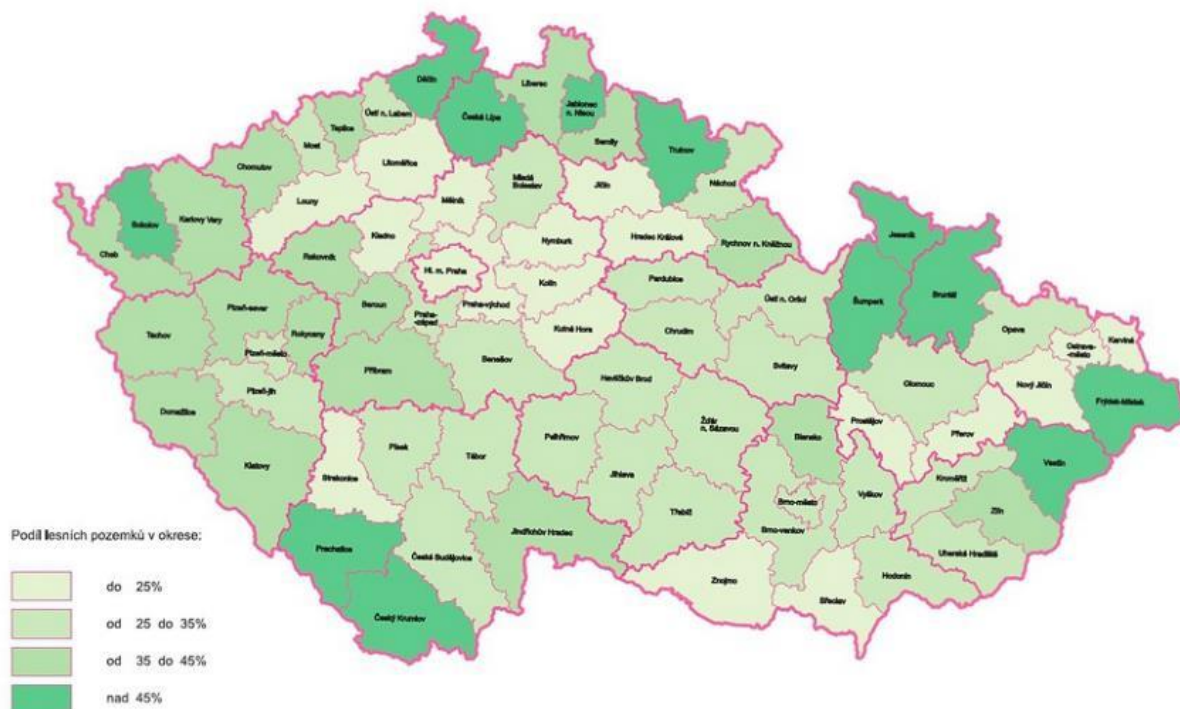 Děčín
Liberec
Jablonec
n. Nisou
Ústí n. Labem
Česká Lípa
Teplice
Semily
Trutnov
Most
Chomutov
Litoměřice
Mladá
Boleslav
Jičín
Náchod
Louny
Mělník
Sokolov
Karlovy Vary
Kladno
Nymburk
Hradec Králové
Jeseník
Cheb
Rakovník
Rychnov n. Kněžnou
Hl. m. Praha
Pardubice
Kolín
Šumperk
Bruntál
Plzeň-sever
Beroun
Praha-
západ
Praha-východ
Ústí n. Orlicí
Tachov
Rokycany
Kutná Hora
Chrudim
Opava
Karviná
Ostrava-
město
Plzeň-město
Benešov
Svitavy
Příbram
Havlíčkův Brod
Olomouc
Nový Jičín
Plzeň-jih
Frýdek-Místek
Domažlice
Žďár
n. Sázavou
Prostějov
Přerov
Písek
Tábor
Pelhřimov
Blansko
Klatovy
Vsetín
Strakonice
Jihlava
Kroměříž
Brno-město
Vyškov
Zlín
Třebíč
Brno-venkov
Jindřichův Hradec
Prachatice
České Budějovice
Uherské Hradiště
Hodonín
Znojmo
Břeclav
Český Krumlov
Podíl lesních pozemků v okrese:
do 25%
od 25 do 35%
od 35 do 45%
nad 45%